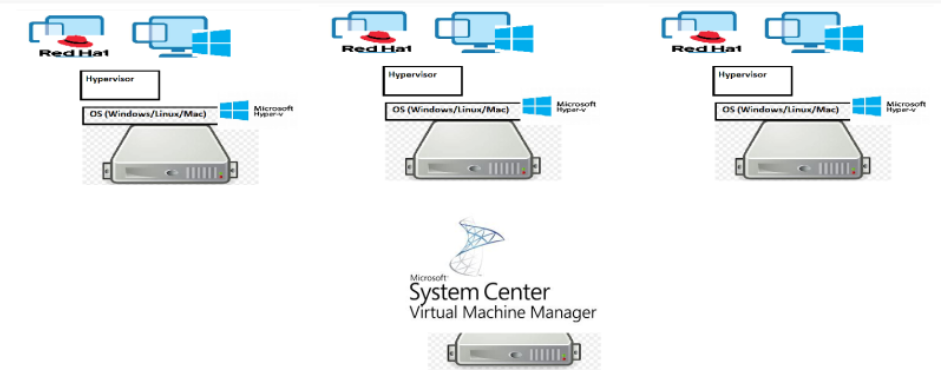 Red Hat
Red Hat
Red Hat
Hypervisor
Hypervisor
Hypervisor
OS (Windows/Linux/Mac)
Microsoft
Hyper-v
OS (Windows/Linux/Mac)
Microsoft
Hyper-v
OS (Windows/Linux/Mac)
Microsoft
Hyper-v
Microsoft
System Center
Virtual Machine Manager